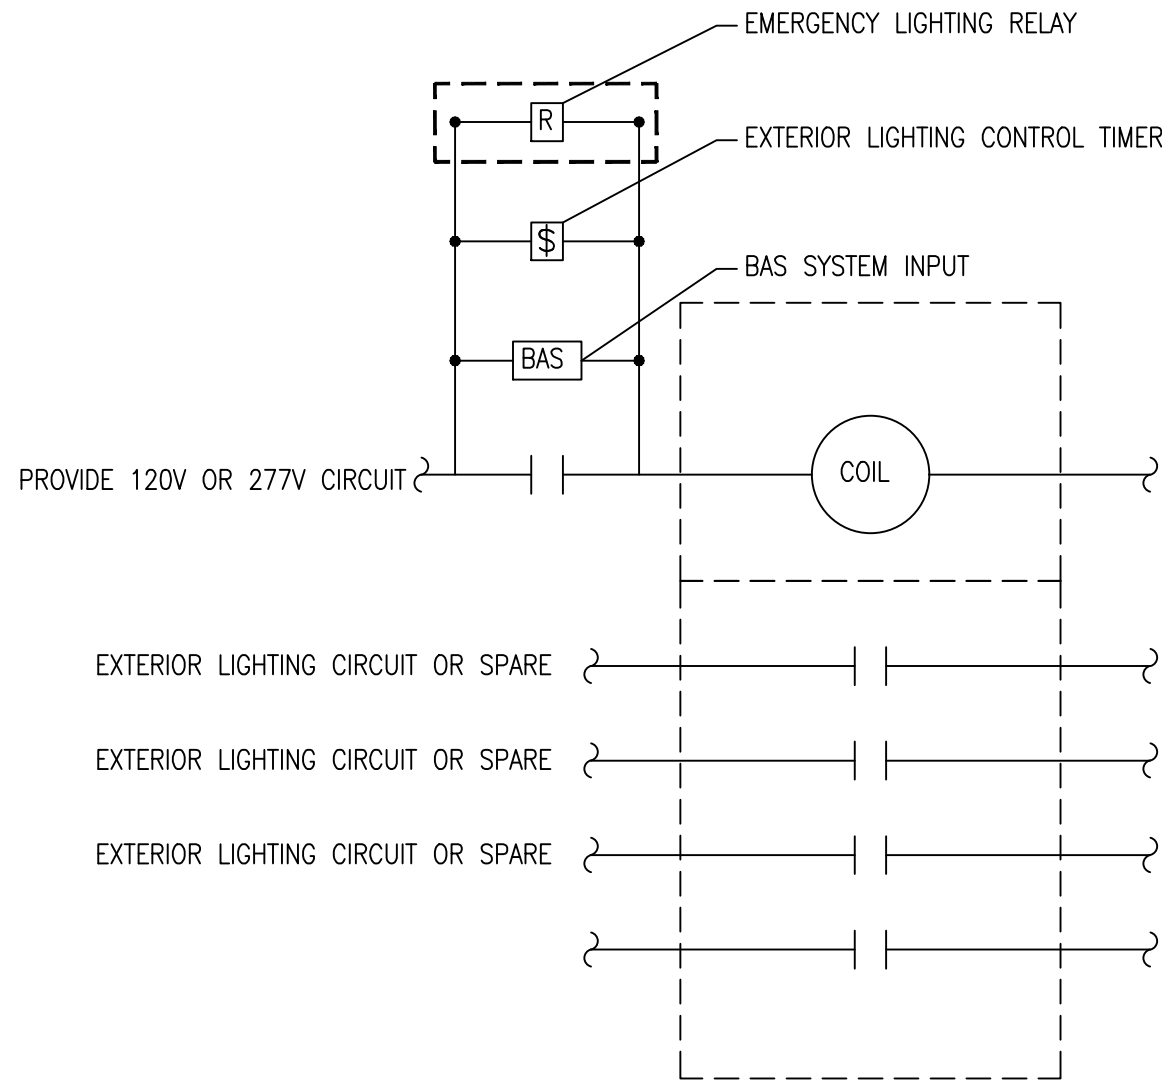 EMERGENCY LIGHTING RELAY
R
EXTERIOR LIGHTING CONTROL TIMER
$
BAS SYSTEM INPUT
BAS
PROVIDE 120V OR 277V CIRCUIT
COIL
EXTERIOR LIGHTING CIRCUIT OR SPARE
EXTERIOR LIGHTING CIRCUIT OR SPARE
EXTERIOR LIGHTING CIRCUIT OR SPARE